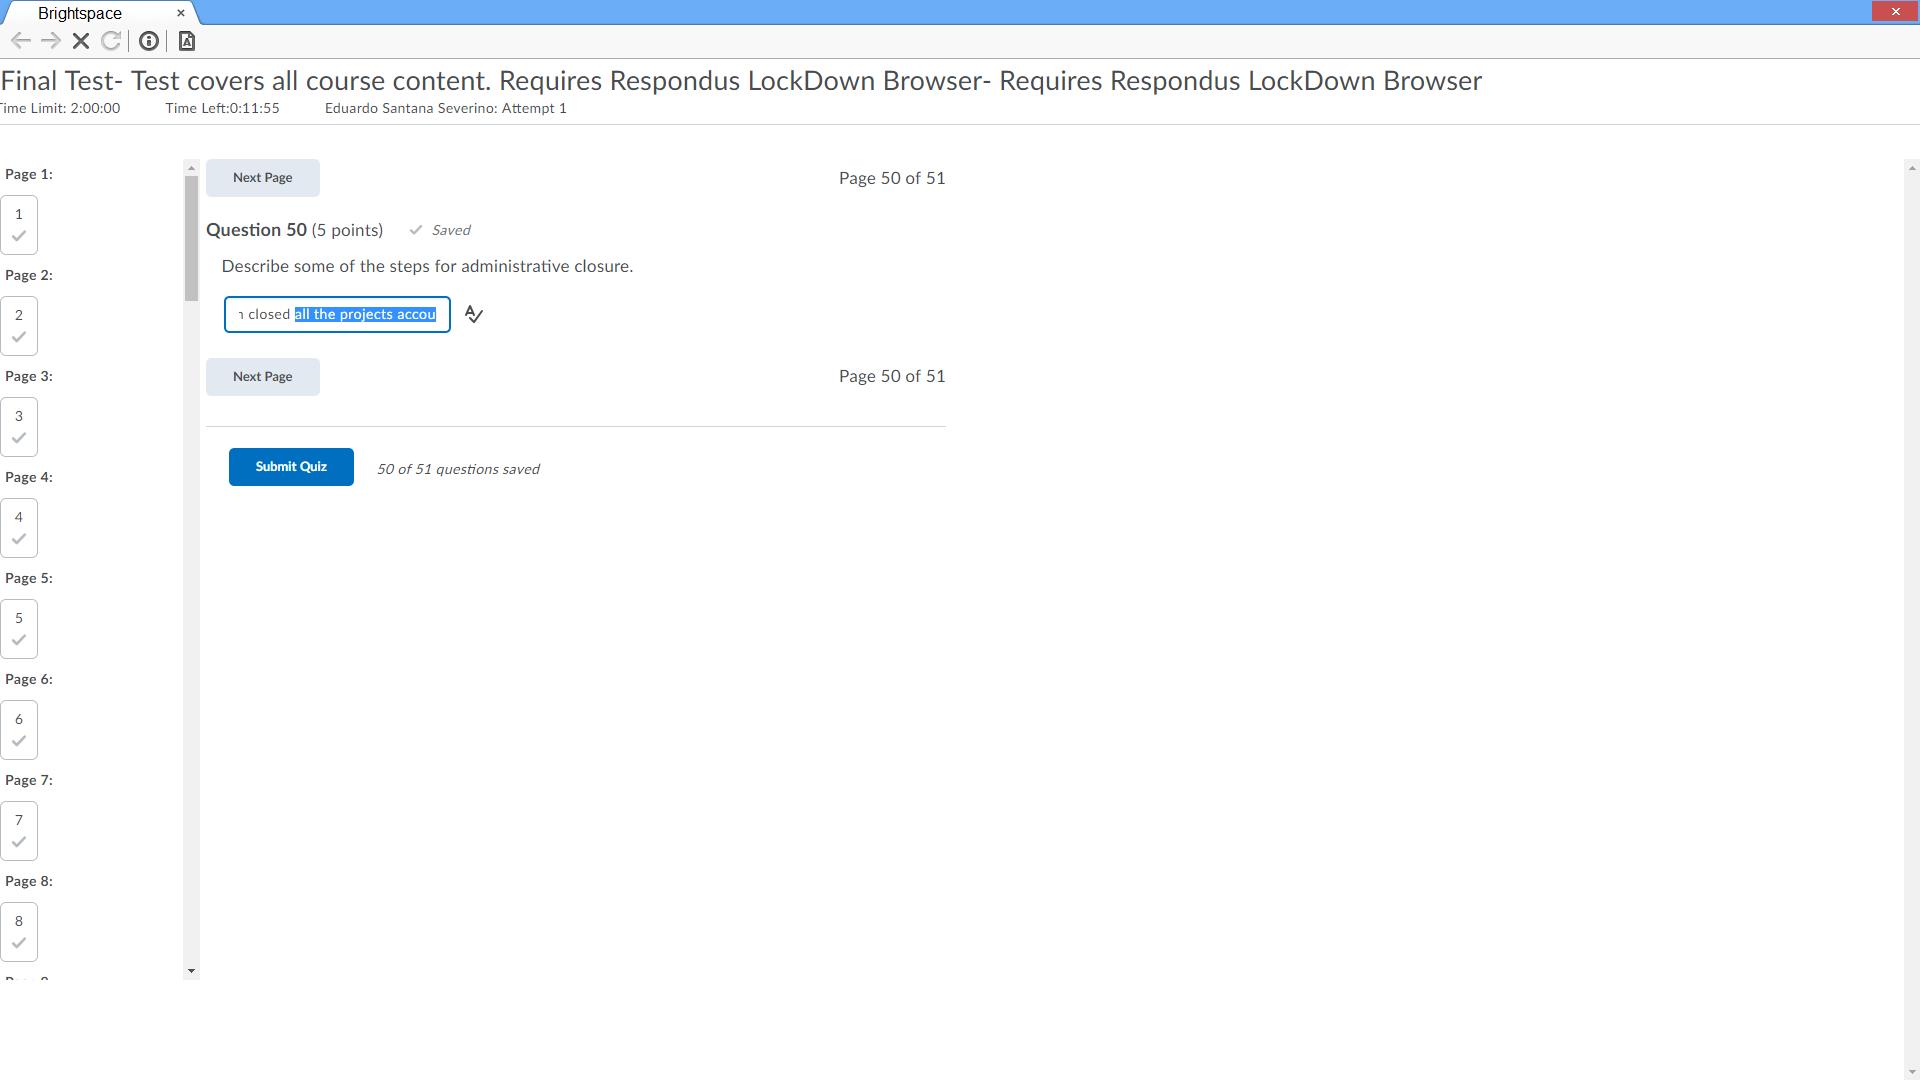 Brightspace
Final Test- Test covers all course content. Requires Respondus LockDown Browser- Requires Respondus LockDown Browser
Time Limit: 2:00:00 Time Left:0:11:55 Eduardo Santana Severino: Attempt 1
Page 1:
1
Page 2:
2
Page 3:
3
Page 4:
4
Page 5:
5
Page 6:
6
Page 7:
7
Page 8:
8
Next Page Page 50 of 51
Question 50 (5 points) Saved
Describe some of the steps for administrative closure.
closed all the projects accou
Next Page Page 50 of 51
Submit Quiz 50 of 51 questions saved